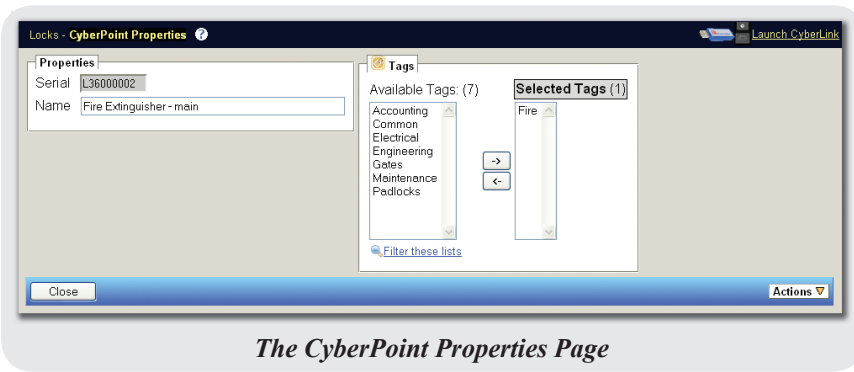 Locks - CyberPoint Properties ?
Launch CyberLink
Properties
Serial L36000002
Name Fire Extinguisher - main
Tags
Available Tags: (7)
Accounting
Common
Electrical
Engineering
Gates
Maintenance
Padlocks
->
<-
Selected Tags (1)
Fire
Filter these lists
Close
Actions
The CyberPoint Properties Page